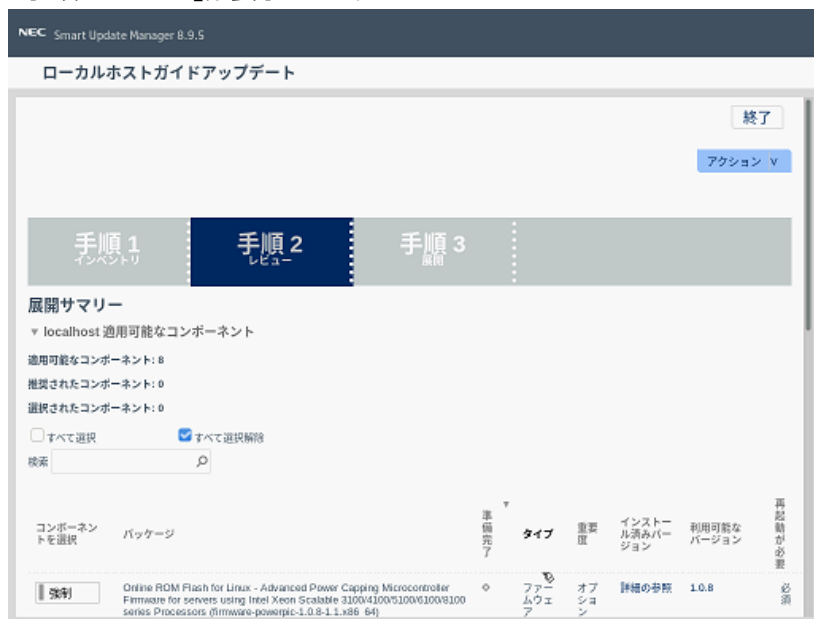 NEC Smart Update Manager 8.9.5
ローカルホストガイドアップデート
終了
アクション ∨
手順 1
インベントリ
手順 2
レビュー
手順 3
展開
展開サマリー
▼ localhost 適用可能なコンポーネント
適用可能なコンポーネント: 8
推奨されたコンポーネント: 0
選択されたコンポーネント: 0
すべて選択
すべて選択解除
検索
コンポーネン
トを選択
パッケージ
準
備
完
了
タイプ
重要
度
インストー
ル済みバー
ジョン
利用可能な
バージョン
再
起
動
が
必
要
強制
Online ROM Flash for Linux - Advanced Power Capping Microcontroller
Firmware for servers using Intel Xeon Scalable 3100/4100/5100/6100/8100
series Processors (firmware-powerpic-1.0.8-1.1.x86_64)
ファー
ムウェ
ア
オプ
ショ
ン
詳細の参照
1.0.8
必
須